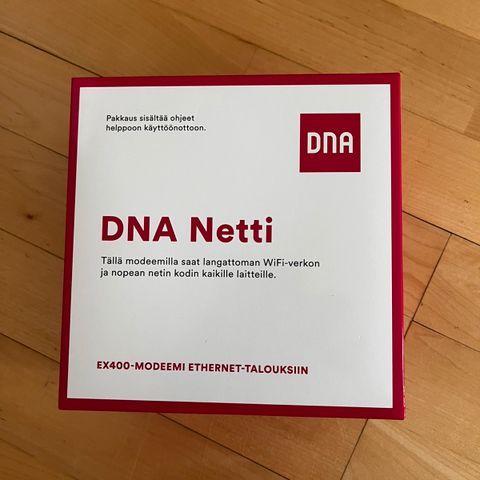 Pakkaus sisältää ohjeet
helppoon käyttöönottoon.
DNA
DNA Netti
Tällä modeemilla saat langattoman WiFi-verkon
ja nopean netin kodin kaikille laitteille.
EX400-MODEEMI ETHERNET-TALOUKSIIN